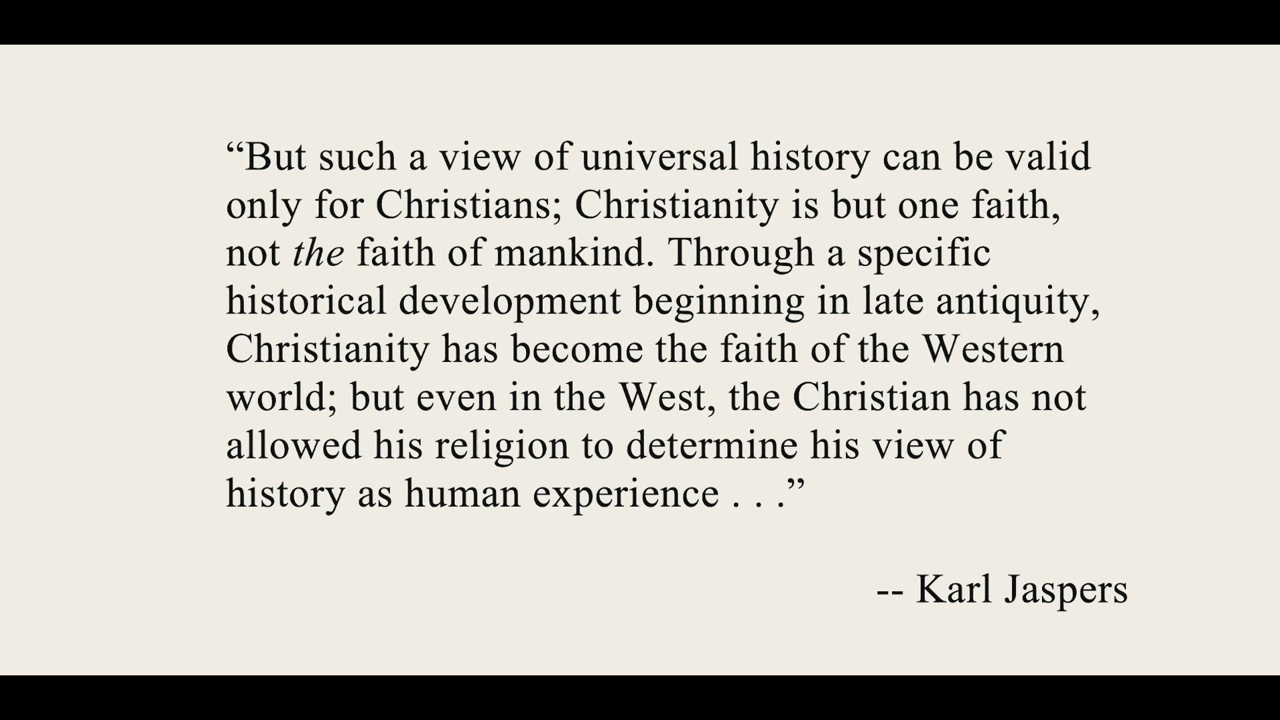 “But such a view of universal history can be valid
only for Christians; Christianity is but one faith,
not the faith of mankind. Through a specific
historical development beginning in late antiquity,
Christianity has become the faith of the Western
world; but even in the West, the Christian has not
allowed his religion to determine his view of
history as human experience . . .”
-- Karl Jaspers